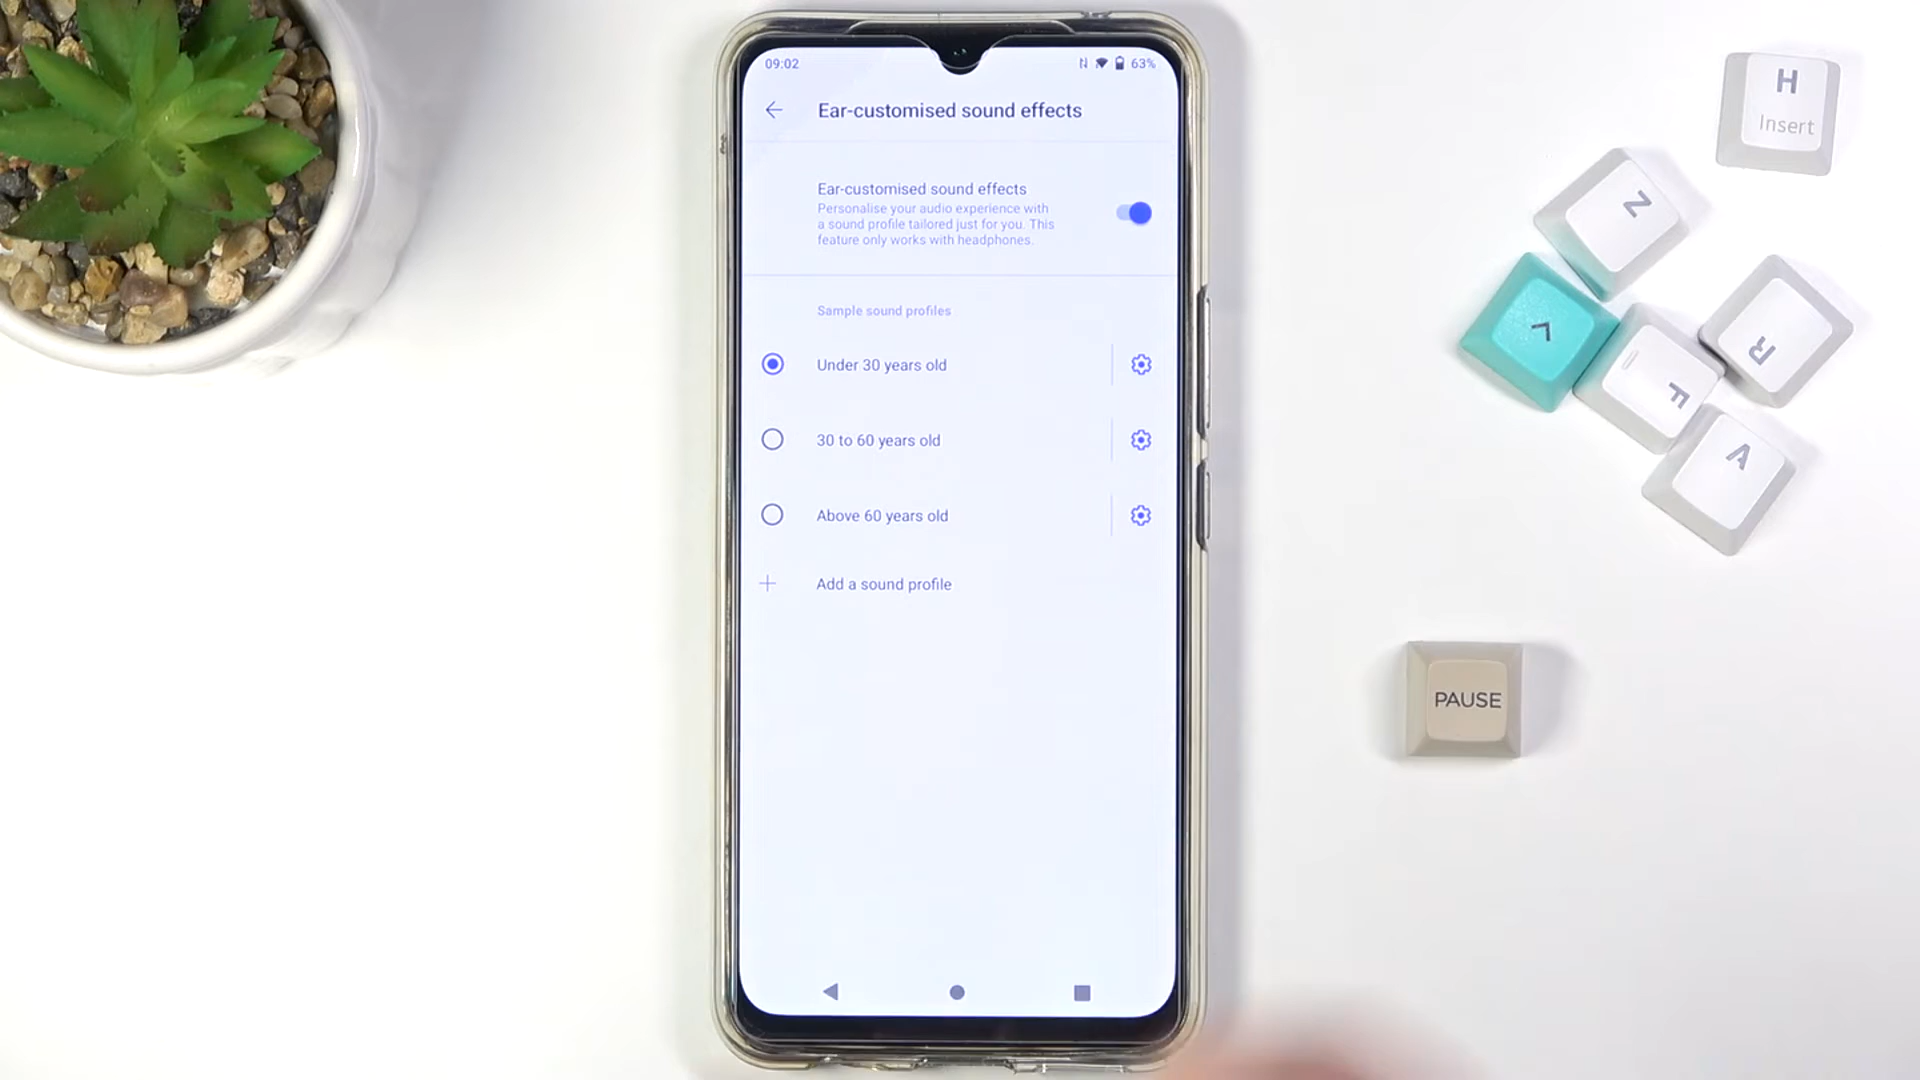 09:02
63%
Ear-customised sound effects
Ear-customised sound effects
Personalise your audio experience with
a sound profile tailored just for you. This
feature only works with headphones.
Sample sound profiles
Under 30 years old
30 to 60 years old
Above 60 years old
Add a sound profile
H
Insert
Z
R
F
V
PAUSE